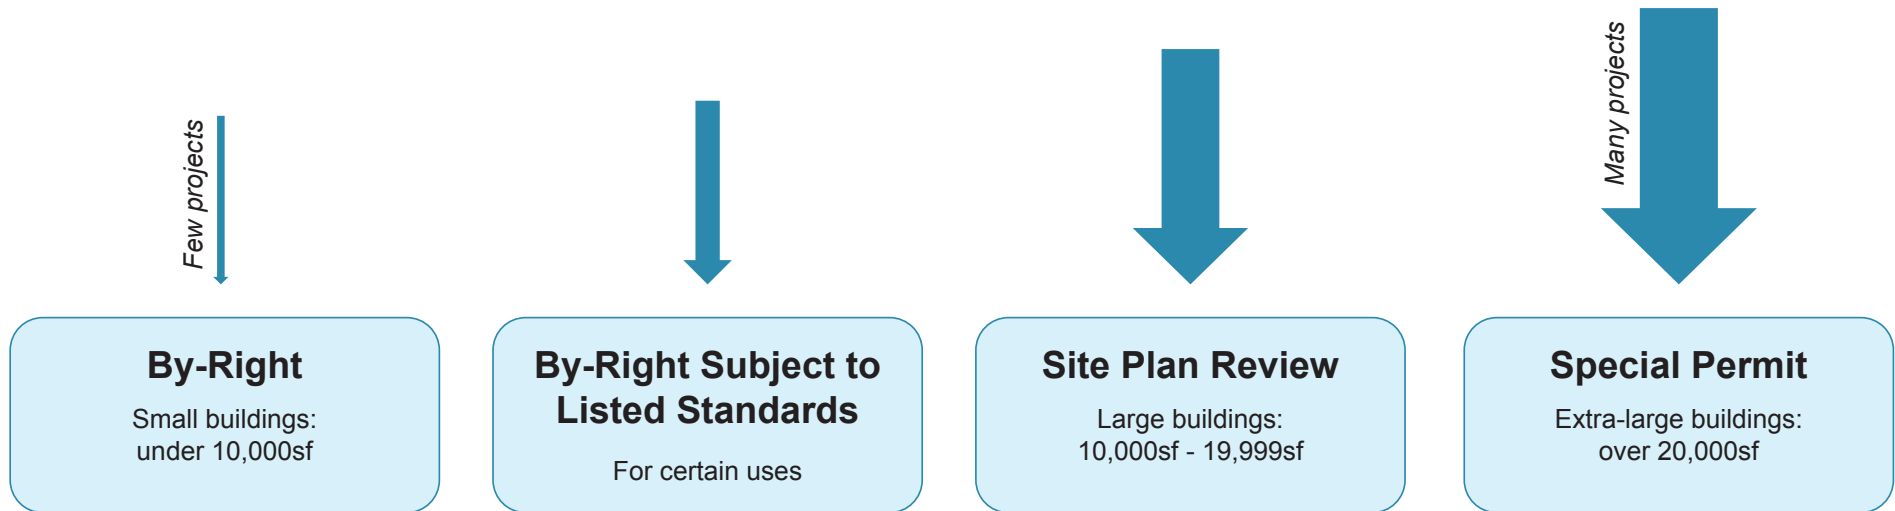 Few projects
Many projects
By-Right
Small buildings:
under 10,000sf
By-Right Subject to
Listed Standards
For certain uses
Site Plan Review
Large buildings:
10,000sf - 19,999sf
Special Permit
Extra-large buildings:
over 20,000sf